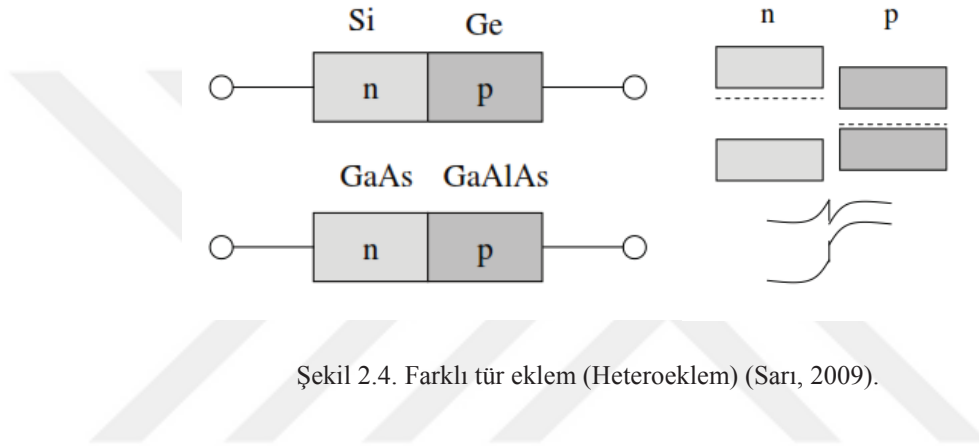 Si Ge
n p
n p
GaAs GaAlAs
n p
Şekil 2.4. Farklı tür eklem (Heteroeklem) (Sarı, 2009).